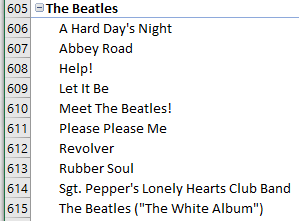 605 The Beatles
606 A Hard Day's Night
607 Abbey Road
608 Help!
609 Let It Be
610 Meet The Beatles!
611 Please Please Me
612 Revolver
613 Rubber Soul
614 Sgt. Pepper's Lonely Hearts Club Band
615 The Beatles ("The White Album")